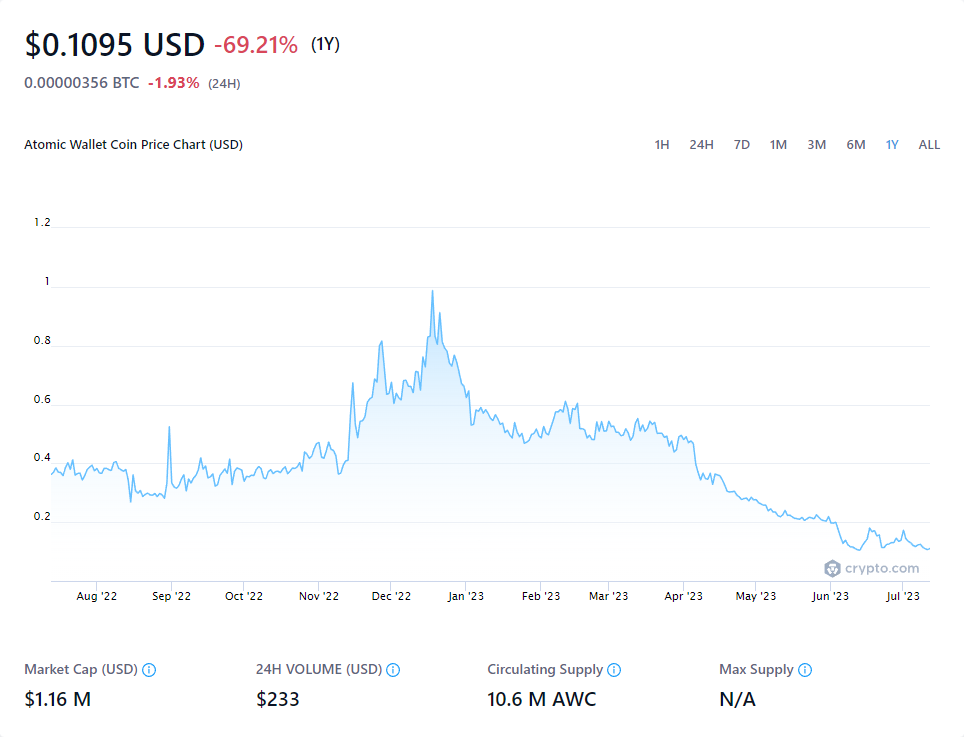 $0.1095 USD -69.21% (1Y)
0.00000356 BTC -1.93% (24H)
Atomic Wallet Coin Price Chart (USD) 1H 24H 7D 1M 3M 6M 1Y ALL
1.2
1
0.8
0.6
0.4
0.2
crypto.com
Aug '22 Sep '22 Oct '22 Nov '22 Dec '22 Jan '23 Feb '23 Mar '23 Apr '23 May '23 Jun '23 Jul '23
Market Cap (USD) 24H VOLUME (USD) Circulating Supply Max Supply
$1.16 M $233 10.6 M AWC N/A